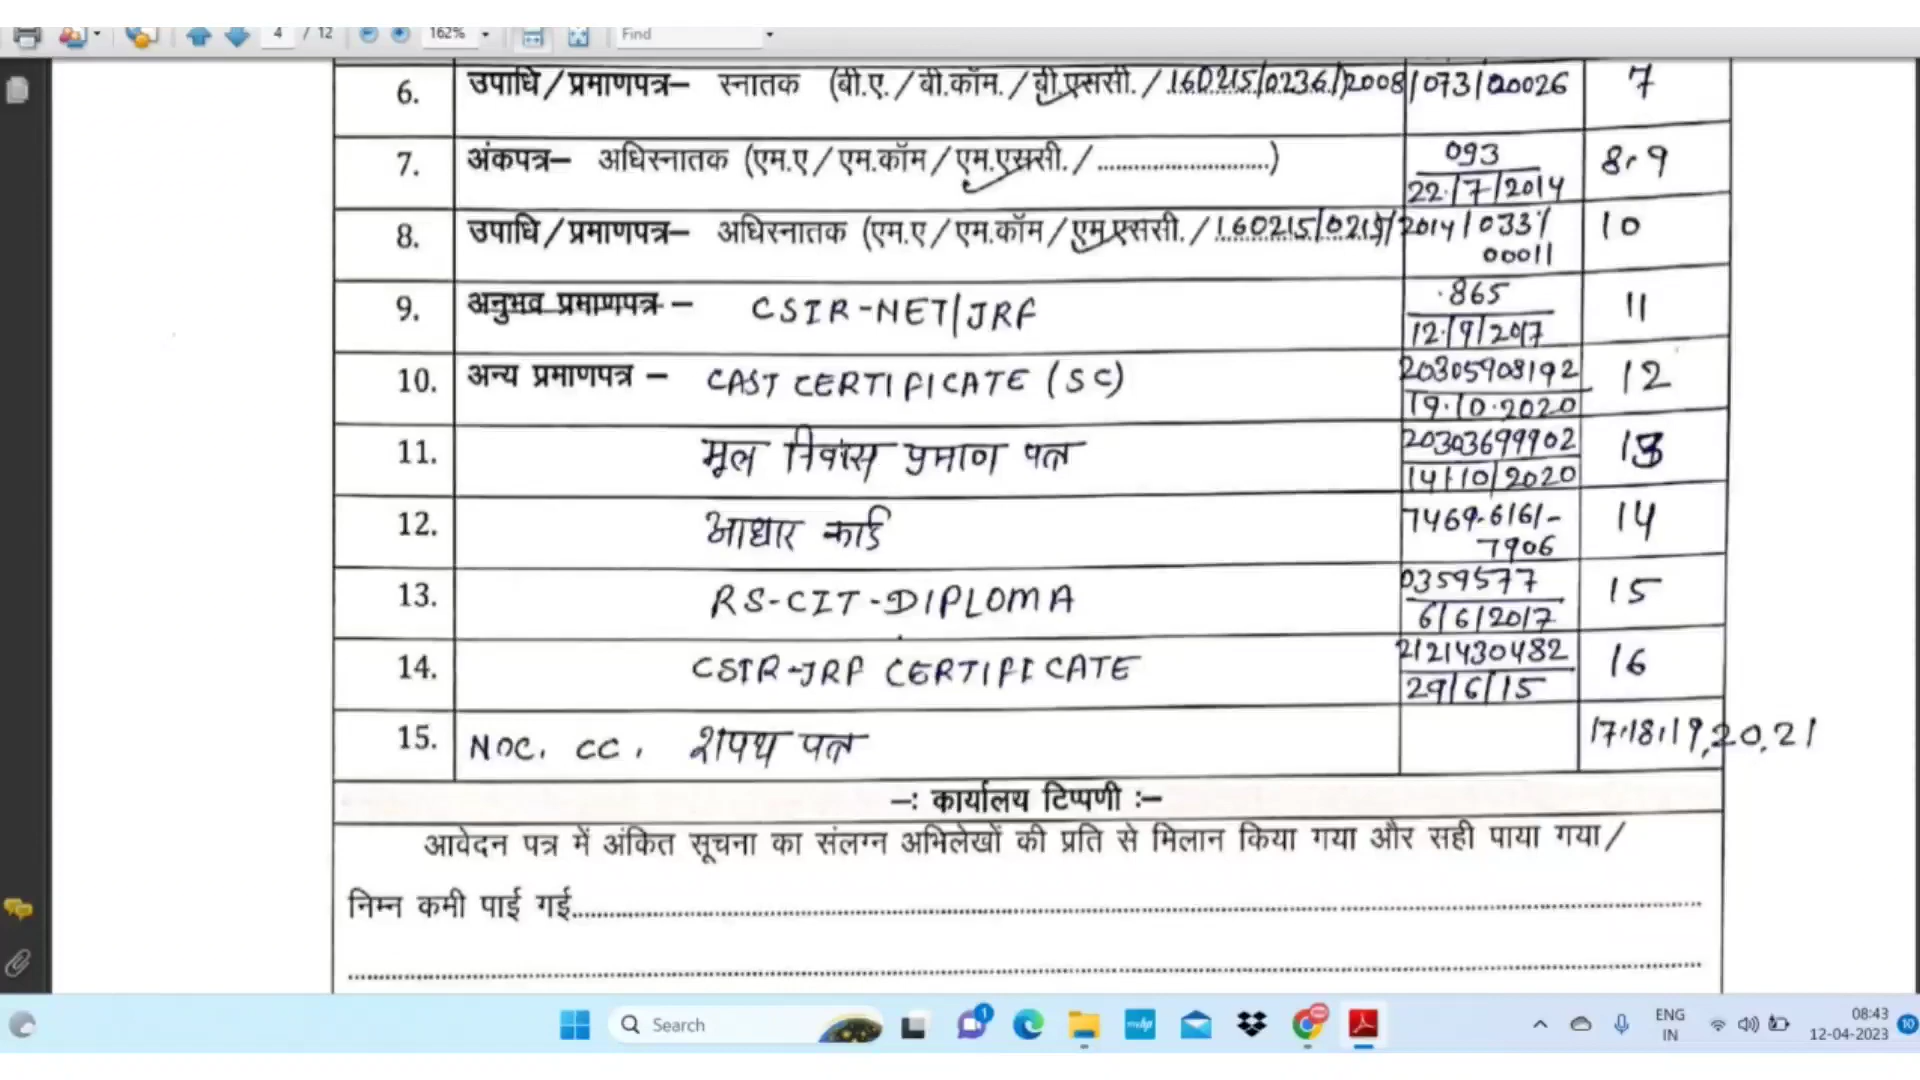 4 / 12 162% Find
6. उपाधि/प्रमाणपत्र– स्नातक (बी.ए./बी.कॉम./बी.एससी./160215/0236/2008/073/00026 7
7. अंकपत्र– अधिस्नातक (एम.ए/एम.कॉम/एम.एससी./..........................) 093 8,9
22/7/2014
8. उपाधि/प्रमाणपत्र– अधिस्नातक (एम.ए/एम.कॉम/एम.एससी./160215/0215/2014/033/ 10
00011
9. अनुभव प्रमाणपत्र – CSIR-NET/JRF 865 11
12/9/2017
10. अन्य प्रमाणपत्र – CAST CERTIFICATE (SC) 20305908192 12
19.10.2020
11. मूल निवास प्रमाण पत्र 20303699902 13
14/10/2020
12. आधार कार्ड 7469-6161- 14
7906
13. RS-CIT-DIPLOMA 0359577 15
6/6/2017
14. CSIR-JRF CERTIFICATE 2121430482 16
29/6/15
15. NOC, CC, शपथ पत्र 17,18,19,20,21
–: कार्यालय टिप्पणी :–
आवेदन पत्र में अंकित सूचना का संलग्न अभिलेखों की प्रति से मिलान किया गया और सही पाया गया/
निम्न कमी पाई गई..........................................................................
Search 1 ENG 08:43
IN 12-04-2023 10